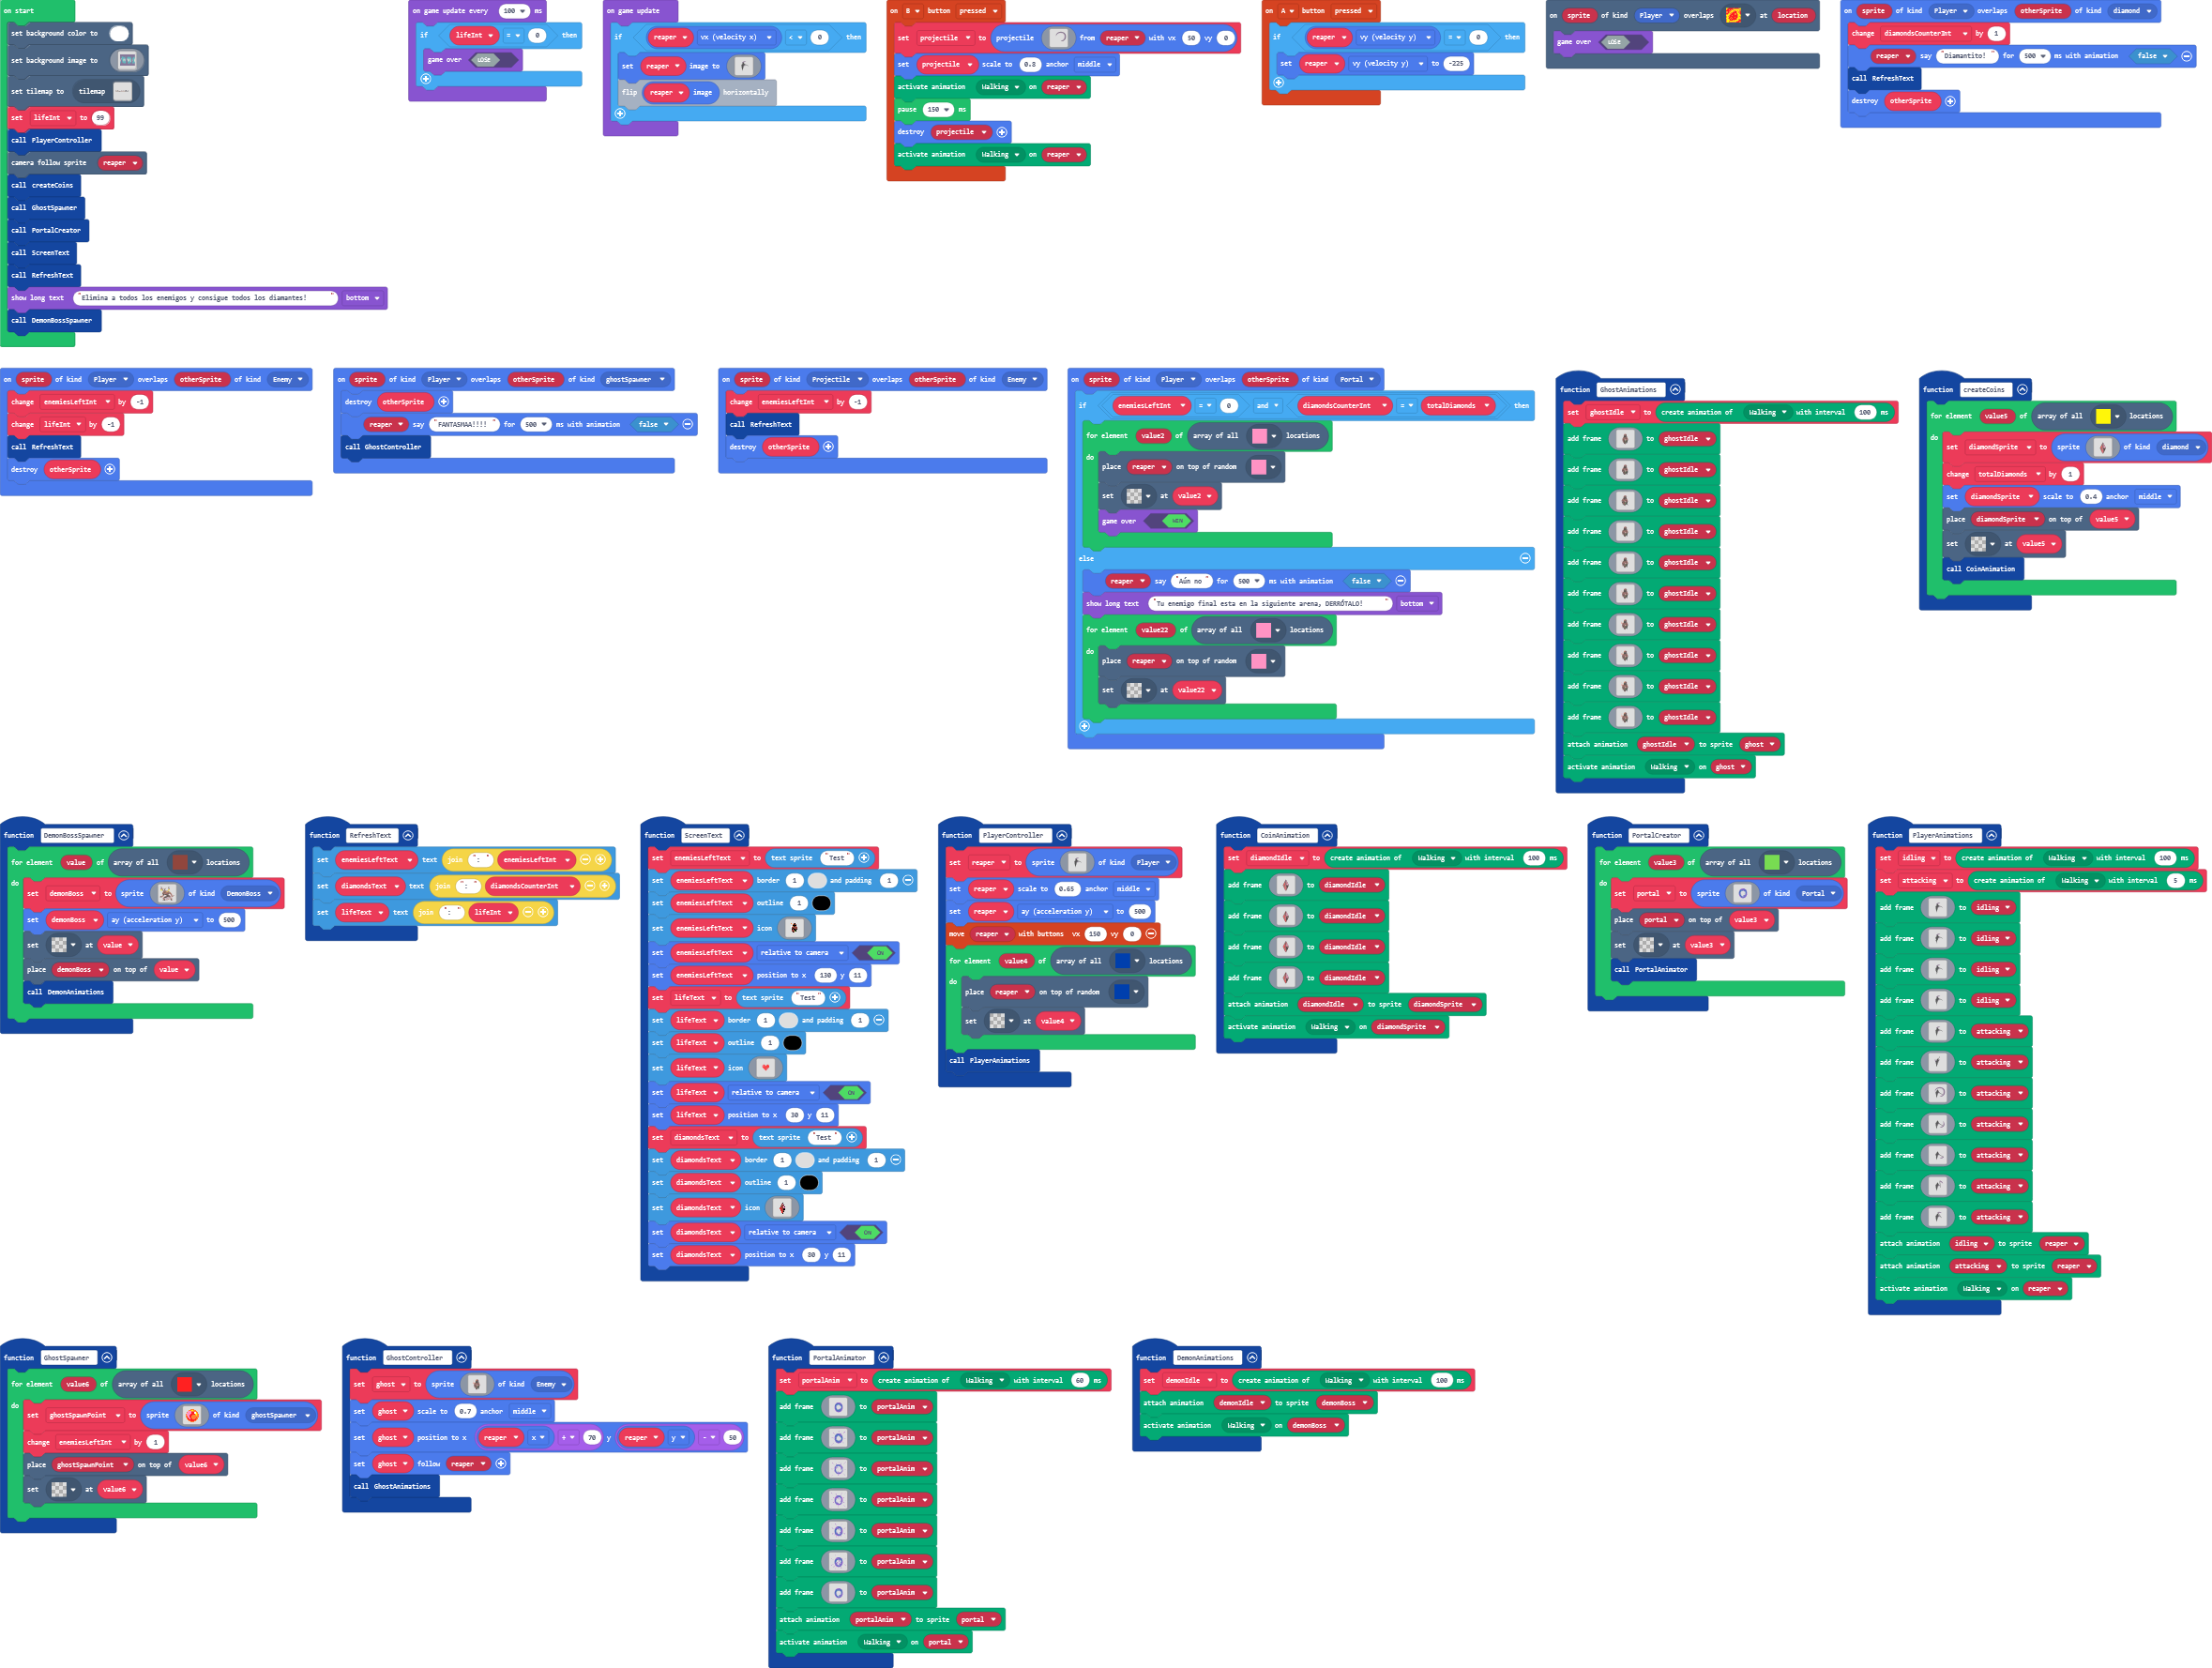 on start
set background color to
set background image to
set tilemap to tilemap
set lifeInt to 99
call PlayerController
camera follow sprite reaper
call createCoins
call GhostSpawner
call PortalCreator
call ScreenText
call RefreshText
show long text "Elimina a todos los enemigos y consigue todos los diamantes! " bottom
call DemonBossSpawner
on game update every 100 ms
if lifeInt = 0 then
game over LOSE
on game update
if reaper vx (velocity x) < 0 then
set reaper image to
flip reaper image horizontally
on B button pressed
set projectile to projectile from reaper with vx 50 vy 0
set projectile scale to 0.8 anchor middle
activate animation Walking on reaper
pause 150 ms
destroy projectile
activate animation Walking on reaper
on A button pressed
if reaper vy (velocity y) = 0 then
set reaper vy (velocity y) to -225
on sprite of kind Player overlaps at location
game over LOSE
on sprite of kind Player overlaps otherSprite of kind diamond
change diamondsCounterInt by 1
reaper say "Diamantito!" for 500 ms with animation false
call RefreshText
destroy otherSprite
on sprite of kind Player overlaps otherSprite of kind Enemy
change enemiesLeftInt by -1
change lifeInt by -1
call RefreshText
destroy otherSprite
on sprite of kind Player overlaps otherSprite of kind ghostSpawner
destroy otherSprite
reaper say "FANTASMAA!!!! " for 500 ms with animation false
call GhostController
on sprite of kind Projectile overlaps otherSprite of kind Enemy
change enemiesLeftInt by -1
call RefreshText
destroy otherSprite
on sprite of kind Player overlaps otherSprite of kind Portal
if enemiesLeftInt = 0 and diamondsCounterInt = totalDiamonds then
for element value2 of array of all locations
do
place reaper on top of random
set at value2
game over WIN
else
reaper say "Aún no " for 500 ms with animation false
show long text "Tu enemigo final esta en la siguiente arena, DERRÓTALO! " bottom
for element value22 of array of all locations
do
place reaper on top of random
set at value22
function GhostAnimations
set ghostIdle to create animation of Walking with interval 100 ms
add frame to ghostIdle
add frame to ghostIdle
add frame to ghostIdle
add frame to ghostIdle
add frame to ghostIdle
add frame to ghostIdle
add frame to ghostIdle
add frame to ghostIdle
add frame to ghostIdle
add frame to ghostIdle
attach animation ghostIdle to sprite ghost
activate animation Walking on ghost
function createCoins
for element value5 of array of all locations
do
set diamondSprite to sprite of kind diamond
change totalDiamonds by 1
set diamondSprite scale to 0.4 anchor middle
place diamondSprite on top of value5
set at value5
call CoinAnimation
function DemonBossSpawner
for element value of array of all locations
do
set demonBoss to sprite of kind DemonBoss
set demonBoss ay (acceleration y) to 500
set at value
place demonBoss on top of value
call DemonAnimations
function RefreshText
set enemiesLeftText text join ": " enemiesLeftInt
set diamondsText text join ": " diamondsCounterInt
set lifeText text join ": " lifeInt
function ScreenText
set enemiesLeftText to text sprite "Test"
set enemiesLeftText border 1 and padding 1
set enemiesLeftText outline 1
set enemiesLeftText icon
set enemiesLeftText relative to camera ON
set enemiesLeftText position to x 130 y 11
set lifeText to text sprite "Test"
set lifeText border 1 and padding 1
set lifeText outline 1
set lifeText icon
set lifeText relative to camera ON
set lifeText position to x 30 y 11
set diamondsText to text sprite "Test"
set diamondsText border 1 and padding 1
set diamondsText outline 1
set diamondsText icon
set diamondsText relative to camera ON
set diamondsText position to x 80 y 11
function PlayerController
set reaper to sprite of kind Player
set reaper scale to 0.65 anchor middle
set reaper ay (acceleration y) to 500
move reaper with buttons vx 150 vy 0
for element value4 of array of all locations
do
place reaper on top of random
set at value4
call PlayerAnimations
function CoinAnimation
set diamondIdle to create animation of Walking with interval 100 ms
add frame to diamondIdle
add frame to diamondIdle
add frame to diamondIdle
add frame to diamondIdle
attach animation diamondIdle to sprite diamondSprite
activate animation Walking on diamondSprite
function PortalCreator
for element value3 of array of all locations
do
set portal to sprite of kind Portal
place portal on top of value3
set at value3
call PortalAnimator
function PlayerAnimations
set idling to create animation of Walking with interval 100 ms
set attacking to create animation of Walking with interval 5 ms
add frame to idling
add frame to idling
add frame to idling
add frame to idling
add frame to attacking
add frame to attacking
add frame to attacking
add frame to attacking
add frame to attacking
add frame to attacking
add frame to attacking
attach animation idling to sprite reaper
attach animation attacking to sprite reaper
activate animation Walking on reaper
function GhostSpawner
for element value6 of array of all locations
do
set ghostSpawnPoint to sprite of kind ghostSpawner
change enemiesLeftInt by 1
place ghostSpawnPoint on top of value6
set at value6
function GhostController
set ghost to sprite of kind Enemy
set ghost scale to 0.7 anchor middle
set ghost position to x reaper x + 70 y reaper y - 50
set ghost follow reaper
call GhostAnimations
function PortalAnimator
set portalAnim to create animation of Walking with interval 60 ms
add frame to portalAnim
add frame to portalAnim
add frame to portalAnim
add frame to portalAnim
add frame to portalAnim
add frame to portalAnim
add frame to portalAnim
attach animation portalAnim to sprite portal
activate animation Walking on portal
function DemonAnimations
set demonIdle to create animation of Walking with interval 100 ms
attach animation demonIdle to sprite demonBoss
activate animation Walking on demonBoss